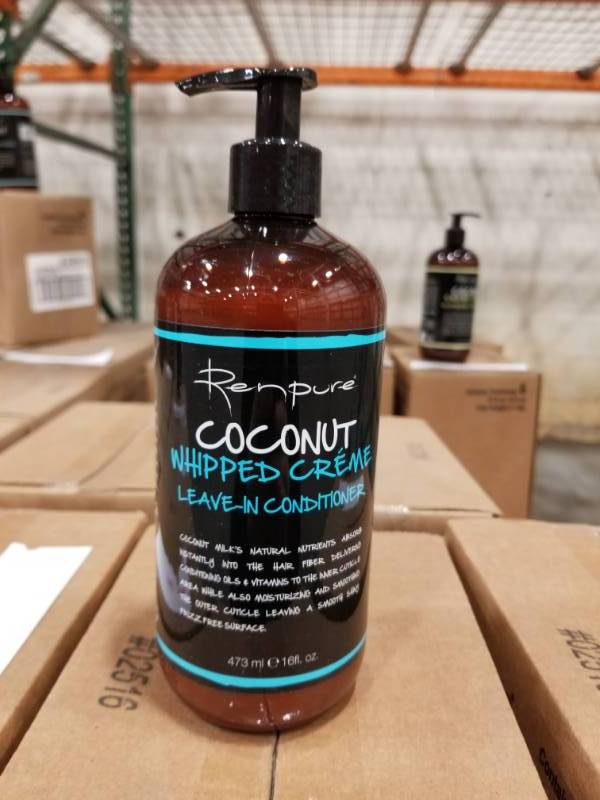 Renpure
COCONUT
WHIPPED CRÉME
LEAVE-IN CONDITIONER
COCONUT MILK'S NATURAL NUTRIENTS ABSORB
INSTANTLY INTO THE HAIR FIBER DELIVERING
CONDITIONING OILS & VITAMINS TO THE INNER CUTICLE
AREA WHILE ALSO MOISTURIZING AND SMOOTHING
THE OUTER CUTICLE LEAVING A SMOOTH SHINY
FRIZZ FREE SURFACE.
473 ml ℮ 16fl. oz.
#02516